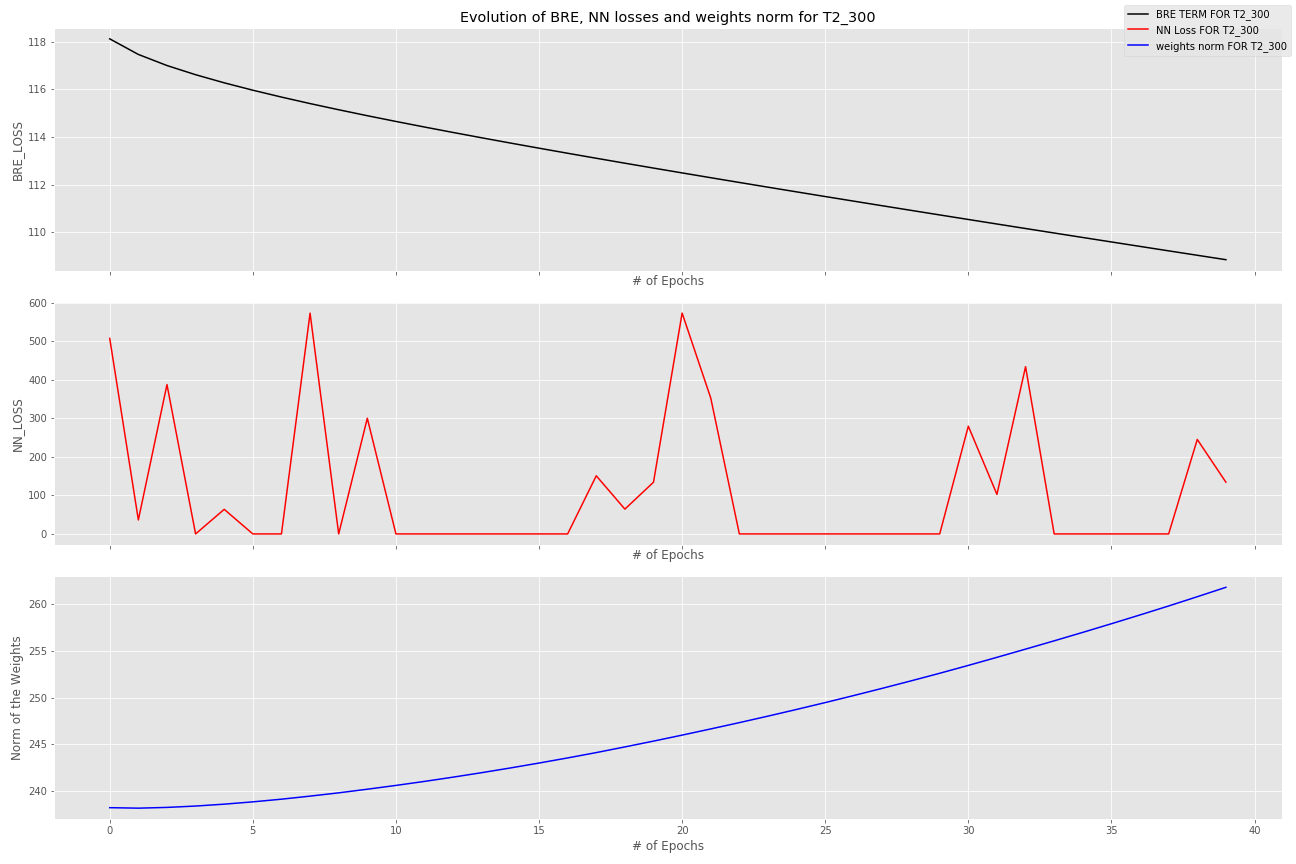 Evolution of BRE, NN losses and weights norm for T2_300
BRE TERM FOR T2_300
NN Loss FOR T2_300
weights norm FOR T2_300
118
116
114
112
110
BRE_LOSS
# of Epochs
600
500
400
300
200
100
0
NN_LOSS
# of Epochs
260
255
250
245
240
Norm of the Weights
0 5 10 15 20 25 30 35 40
# of Epochs